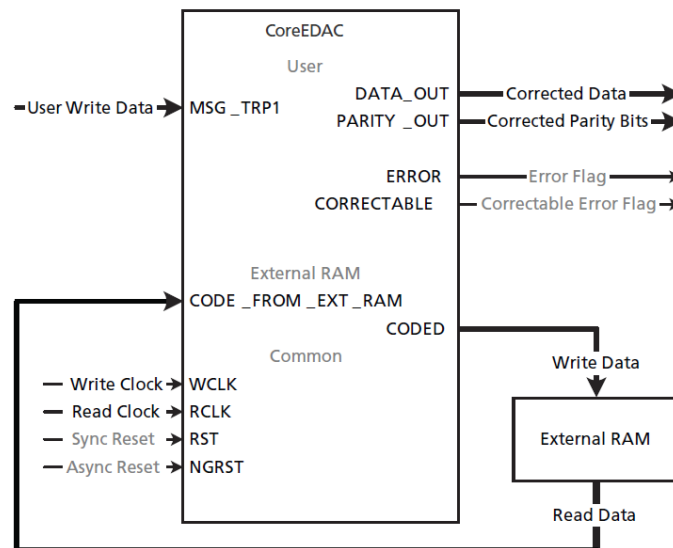 CoreEDAC
User
User Write Data
MSG _TRP1
DATA_OUT
Corrected Data
PARITY _OUT
Corrected Parity Bits
ERROR
Error Flag
CORRECTABLE
Correctable Error Flag
External RAM
CODE _FROM _EXT _RAM
CODED
Common
Write Data
Write Clock
WCLK
Read Clock
RCLK
Sync Reset
RST
Async Reset
NGRST
External RAM
Read Data